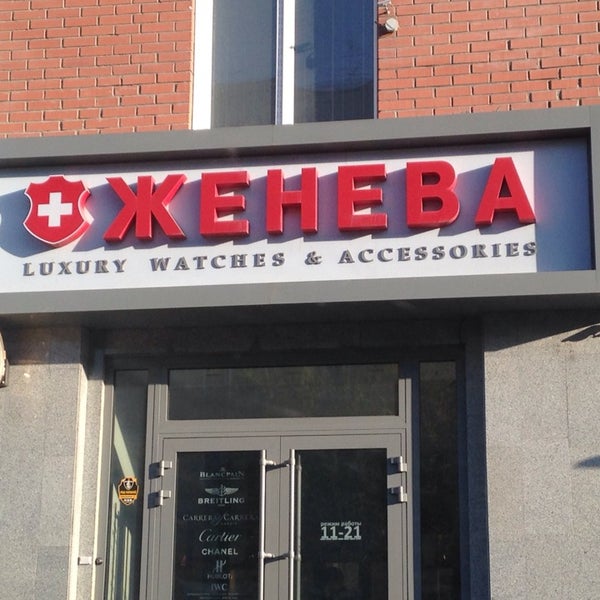 ЖЕНЕВА
LUXURY WATCHES & ACCESSORIES
BLANCPAIN
BREITLING
CARRERA Y CARRERA
Cartier
CHANEL
HUBLOT
IWC
режим работы
11-21